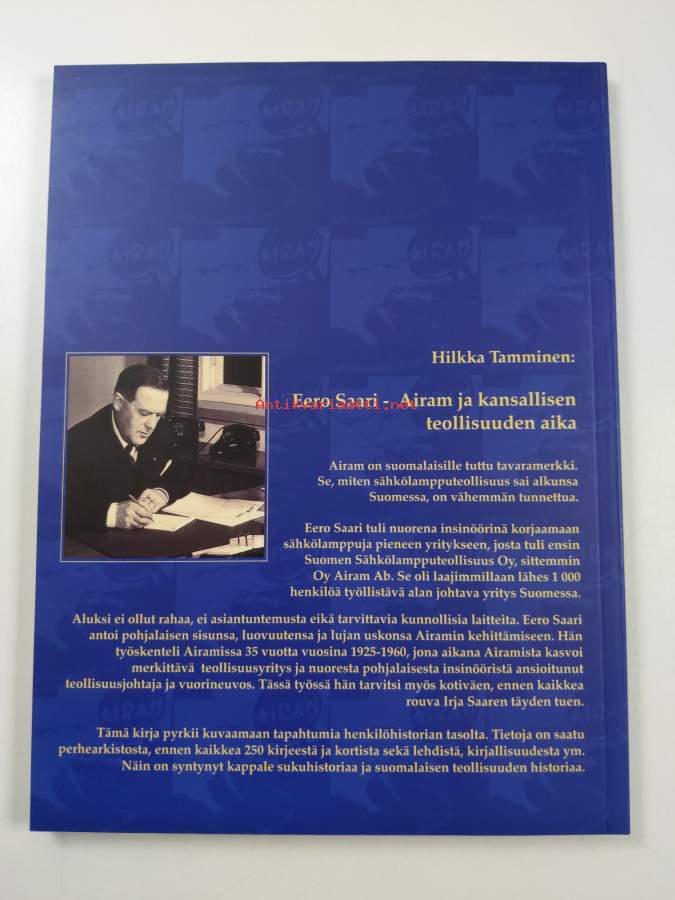 AIRAM
AIRAM
AIRAM
AIRAM
Hilkka Tamminen:
Eero Saari - Airam ja kansallisen
Antikvariaatti.net
teollisuuden aika
Airam on suomalaisille tuttu tavaramerkki.
Se, miten sähkölampputeollisuus sai alkunsa
Suomessa, on vähemmän tunnettua.
Eero Saari tuli nuorena insinöörinä korjaamaan
sähkölamppuja pieneen yritykseen, josta tuli ensin
Suomen Sähkölampputeollisuus Oy, sittemmin
Oy Airam Ab. Se oli laajimmillaan lähes 1 000
henkilöä työllistävä alan johtava yritys Suomessa.
Aluksi ei ollut rahaa, ei asiantuntemusta eikä tarvittavia kunnollisia laitteita. Eero Saari
antoi pohjalaisen sisunsa, luovuutensa ja lujan uskonsa Airamin kehittämiseen. Hän
työskenteli Airamissa 35 vuotta vuosina 1925-1960, jona aikana Airamista kasvoi
merkittävä teollisuusyritys ja nuoresta pohjalaisesta insinööristä ansioitunut
teollisuusjohtaja ja vuorineuvos. Tässä työssä hän tarvitsi myös kotiväen, ennen kaikkea
rouva Irja Saaren täyden tuen.
Tämä kirja pyrkii kuvaamaan tapahtumia henkilöhistorian tasolta. Tietoja on saatu
perhearkistosta, ennen kaikkea 250 kirjeestä ja kortista sekä lehdistä, kirjallisuudesta ym.
Näin on syntynyt kappale sukuhistoriaa ja suomalaisen teollisuuden historiaa.